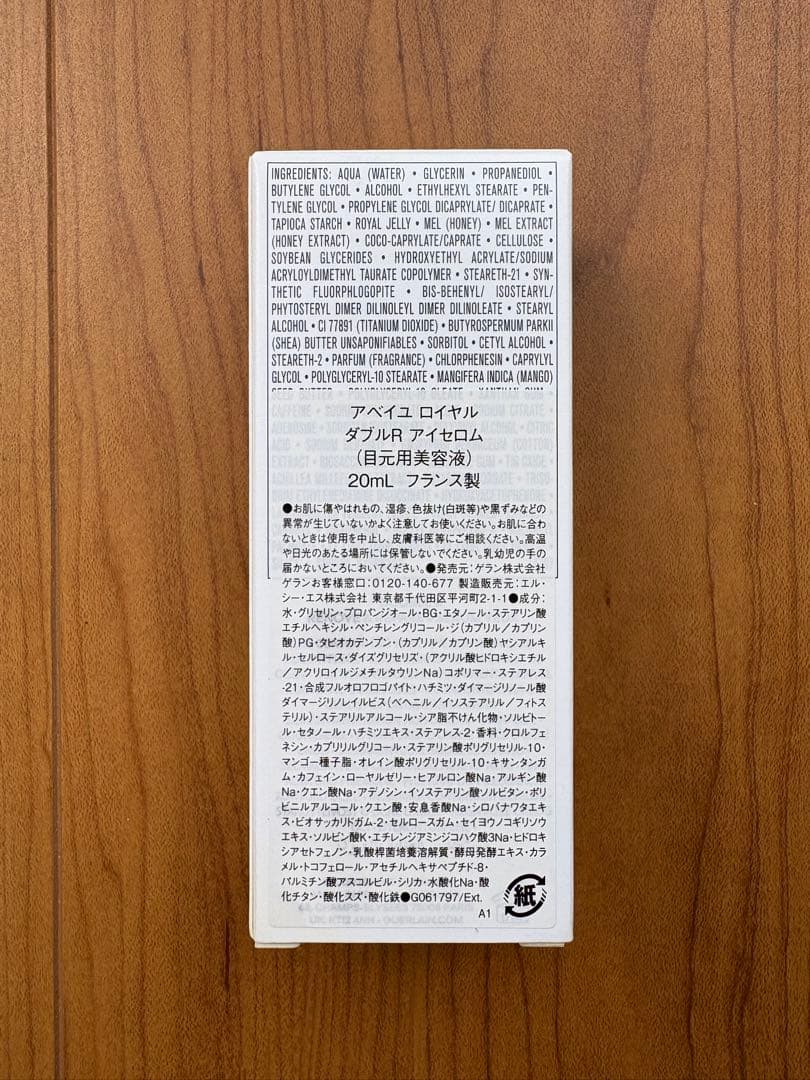 INGREDIENTS: AQUA (WATER) • GLYCERIN • PROPANEDIOL •
BUTYLENE GLYCOL • ALCOHOL • ETHYLHEXYL STEARATE • PEN-
TYLENE GLYCOL • PROPYLENE GLYCOL DICAPRYLATE/ DICAPRATE •
TAPIOCA STARCH • ROYAL JELLY • MEL (HONEY) • MEL EXTRACT
(HONEY EXTRACT) • COCO-CAPRYLATE/CAPRATE • CELLULOSE •
SOYBEAN GLYCERIDES • HYDROXYETHYL ACRYLATE/SODIUM
ACRYLOYLDIMETHYL TAURATE COPOLYMER • STEARETH-21 • SYN-
THETIC FLUORPHLOGOPITE • BIS-BEHENYL/ ISOSTEARYL/
PHYTOSTERYL DIMER DILINOLEYL DIMER DILINOLEATE • STEARYL
ALCOHOL • CI 77891 (TITANIUM DIOXIDE) • BUTYROSPERMUM PARKII
(SHEA) BUTTER UNSAPONIFIABLES • SORBITOL • CETYL ALCOHOL •
STEARETH-2 • PARFUM (FRAGRANCE) • CHLORPHENESIN • CAPRYLYL
GLYCOL • POLYGLYCERYL-10 STEARATE • MANGIFERA INDICA (MANGO)
SEED BUTTER • POLYGLYCERYL-10 OLEATE • XANTHAN GUM •
アベイユ ロイヤル
ダブルR アイセロム
(目元用美容液)
20mL フランス製
●お肌に傷やはれもの、湿疹、色抜け(白斑等)や黒ずみなどの
異常が生じていないかよく注意してお使いください。お肌に合わ
ないときは使用を中止し、皮膚科医等にご相談ください。高温
や日光のあたる場所には保管しないでください。乳幼児の手の
届かないところにおいてください。●発売元:ゲラン株式会社
ゲランお客様窓口:0120-140-677 製造販売元:エル・
シー・エス株式会社 東京都千代田区平河町2-1-1●成分:
水・グリセリン・プロパンジオール・BG・エタノール・ステアリン酸
エチルヘキシル・ペンチレングリコール・ジ(カプリル/カプリン
酸)PG・タピオカデンプン・(カプリル/カプリン酸)ヤシアルキ
ル・セルロース・ダイズグリセリズ・(アクリル酸ヒドロキシエチル
/アクリロイルジメチルタウリンNa)コポリマー・ステアレス
-21・合成フルオロフロゴパイト・ハチミツ・ダイマージリノール酸
ダイマージリノレイルビス(ベヘニル/イソステアリル/フィトス
テリル)・ステアリルアルコール・シア脂不けん化物・ソルビトー
ル・セタノール・ハチミツエキス・ステアレス-2・香料・クロルフェ
ネシン・カプリリルグリコール・ステアリン酸ポリグリセリル-10・
マンゴー種子脂・オレイン酸ポリグリセリル-10・キサンタンガ
ム・カフェイン・ローヤルゼリー・ヒアルロン酸Na・アルギン酸
Na・クエン酸Na・アデノシン・イソステアリン酸ソルビタン・ポリ
ビニルアルコール・クエン酸・安息香酸Na・シロバナワタエキ
ス・ビオサッカリドガム-2・セルロースガム・セイヨウノコギリソウ
エキス・ソルビン酸K・エチレンジアミンジコハク酸3Na・ヒドロキ
シアセトフェノン・乳酸桿菌培養溶解質・酵母発酵エキス・カラ
メル・トコフェロール・アセチルヘキサペプチド-8・
パルミチン酸アスコルビル・シリカ・水酸化Na・酸
化チタン・酸化スズ・酸化鉄●G061797/Ext.
紙
A1